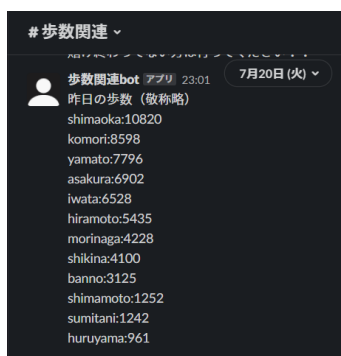 # 歩数関連
歩数関連bot アプリ 23:01
7月20日 (火)
昨日の歩数（敬称略）
shimaoka:10820
komori:8598
yamato:7796
asakura:6902
iwata:6528
hiramoto:5435
morinaga:4228
shikina:4100
banno:3125
shimamoto:1252
sumitani:1242
huruyama:961